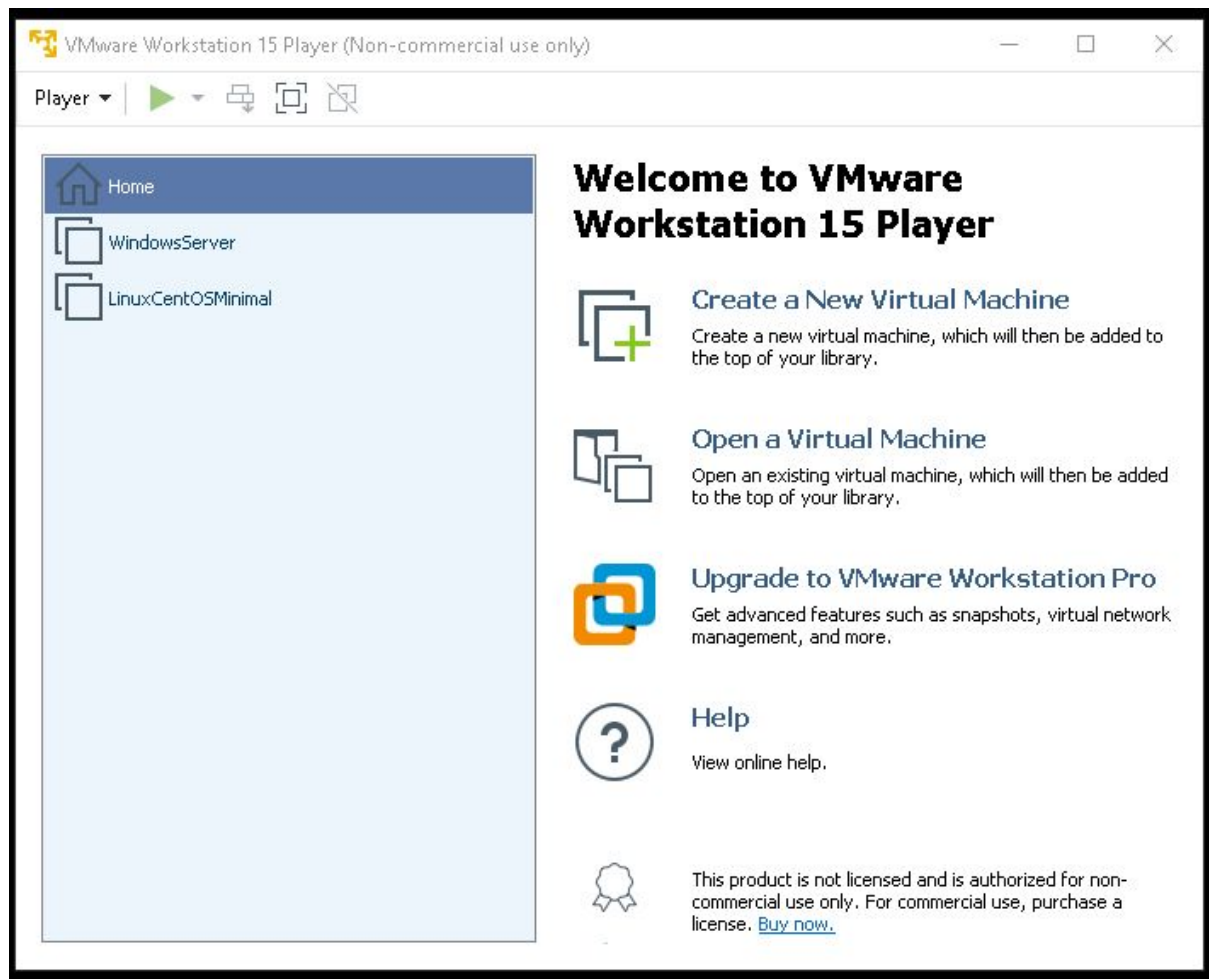 VMware Workstation 15 Player (Non-commercial use only)
Player
Home
WindowsServer
LinuxCentOSMinimal
Welcome to VMware
Workstation 15 Player
Create a New Virtual Machine
Create a new virtual machine, which will then be added to
the top of your library.
Open a Virtual Machine
Open an existing virtual machine, which will then be added
to the top of your library.
Upgrade to VMware Workstation Pro
Get advanced features such as snapshots, virtual network
management, and more.
?
Help
View online help.
This product is not licensed and is authorized for non-
commercial use only. For commercial use, purchase a
license. Buy now.